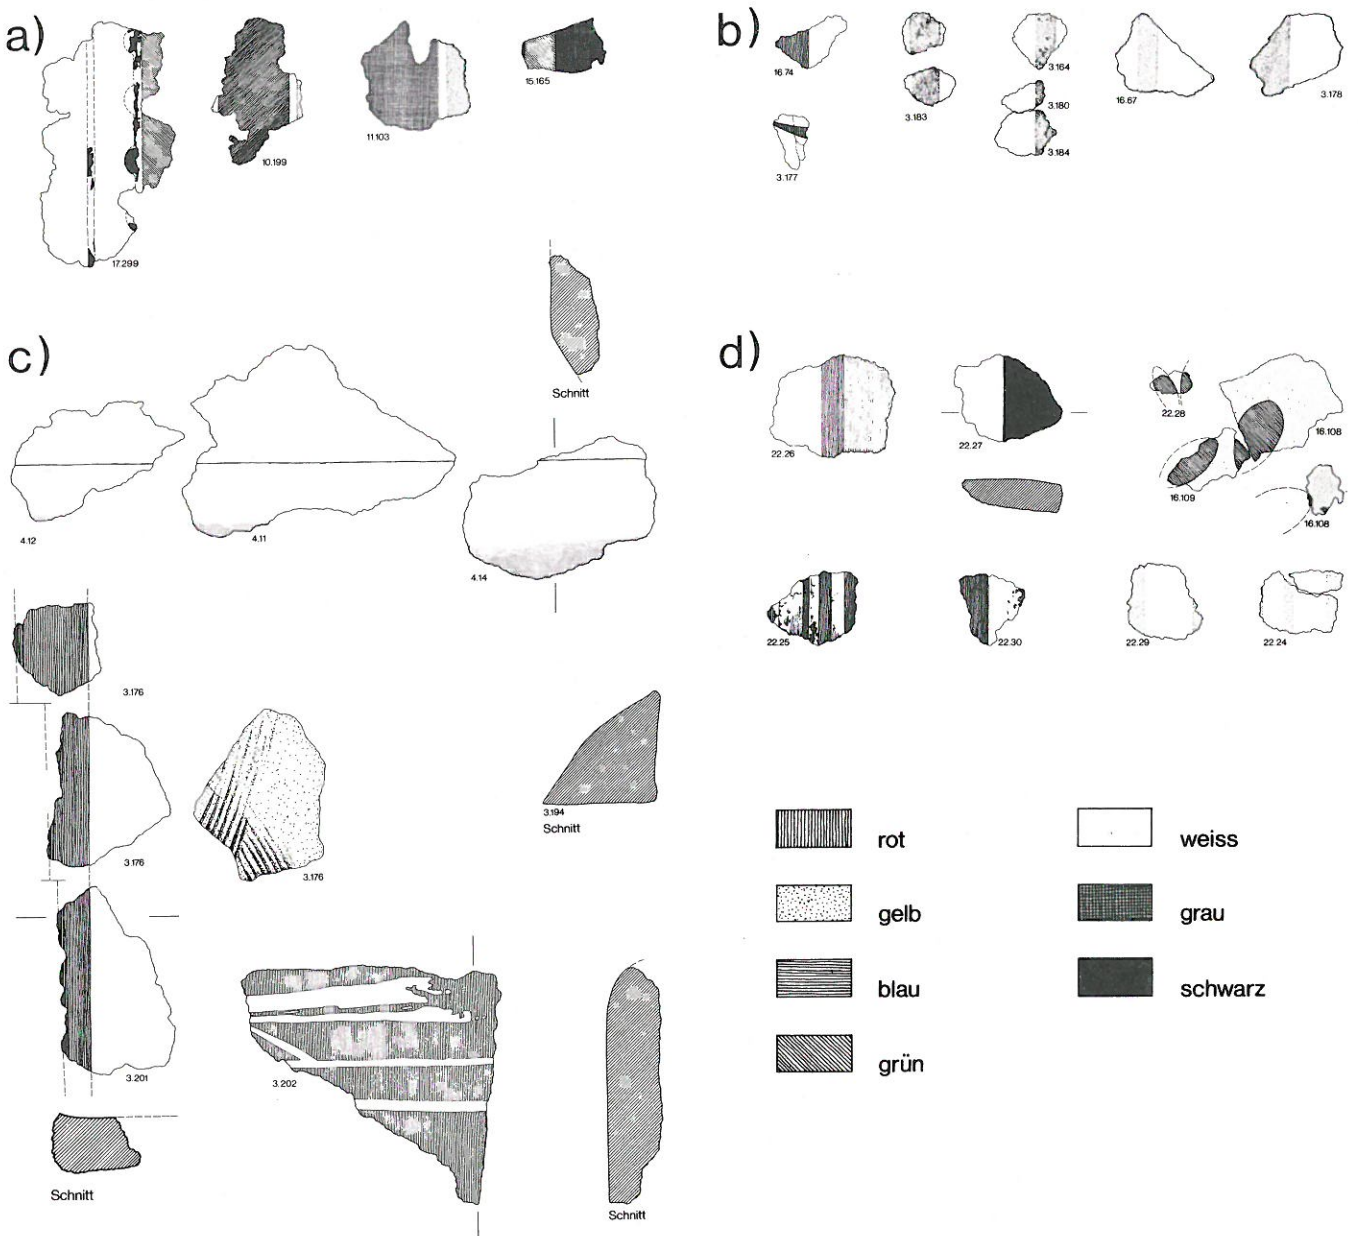 a)
17.299
10.199
11.103
15.165
b)
16.74
3.177
3.183
3.164
3.180
3.184
16.67
3.178
c)
4.12
4.11
Schnitt
4.14
3.176
3.176
3.176
3.194
Schnitt
3.201
3.202
Schnitt
Schnitt
d)
22.26
22.27
22.28
16.108
16.109
16.108
22.25
22.30
22.29
22.24
rot
gelb
blau
grün
weiss
grau
schwarz